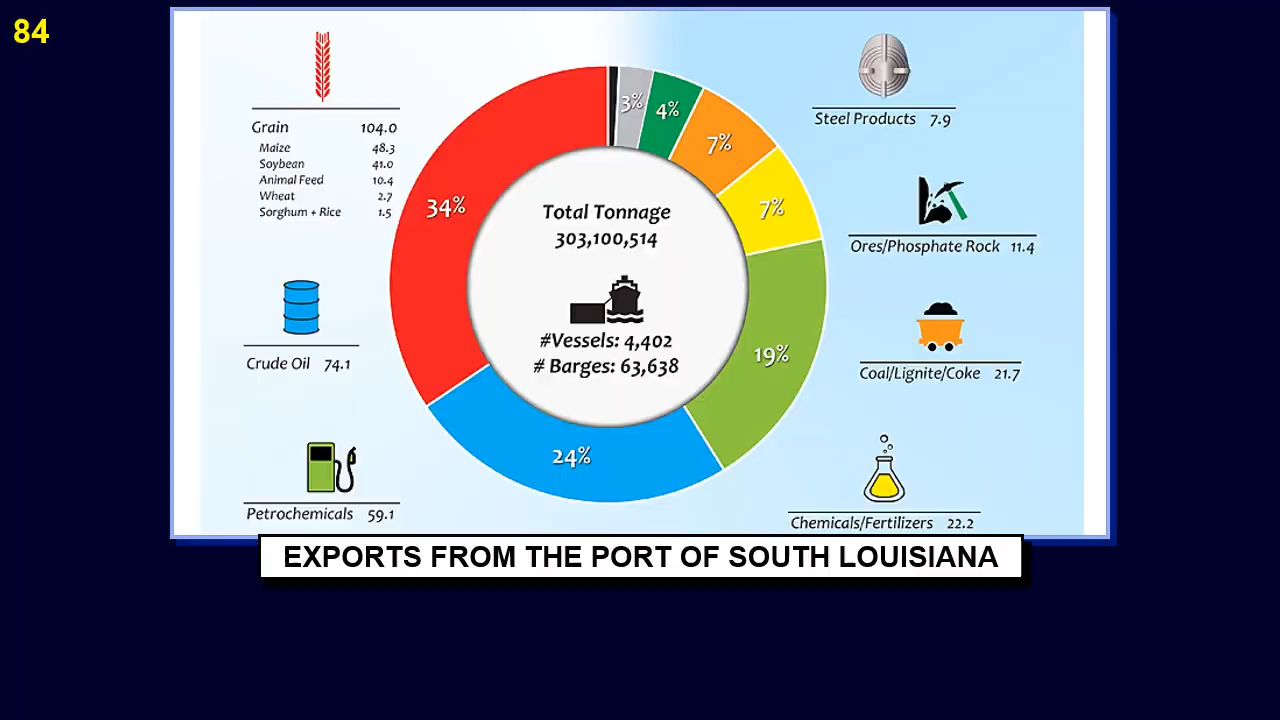 84
Grain 104.0
Maize 48.3
Soybean 41.0
Animal Feed 10.4
Wheat 2.7
Sorghum + Rice 1.5
Crude Oil 74.1
Petrochemicals 59.1
34%
3%
4%
7%
7%
19%
24%
Total Tonnage
303,100,514
#Vessels: 4,402
# Barges: 63,638
Steel Products 7.9
Ores/Phosphate Rock 11.4
Coal/Lignite/Coke 21.7
Chemicals/Fertilizers 22.2
EXPORTS FROM THE PORT OF SOUTH LOUISIANA